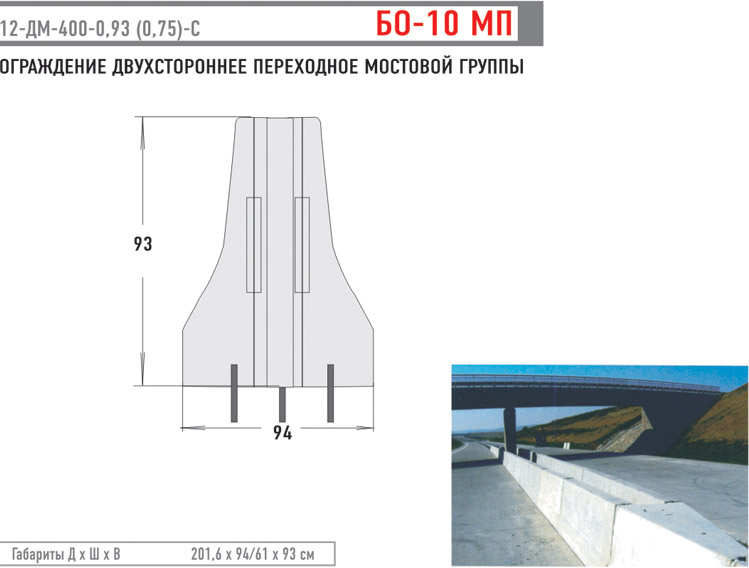 12-ДМ-400-0,93 (0,75)-С БО-10 МП
ОГРАЖДЕНИЕ ДВУХСТОРОННЕЕ ПЕРЕХОДНОЕ МОСТОВОЙ ГРУППЫ
93
94
Габариты Д х Ш х В 201,6 х 94/61 х 93 см